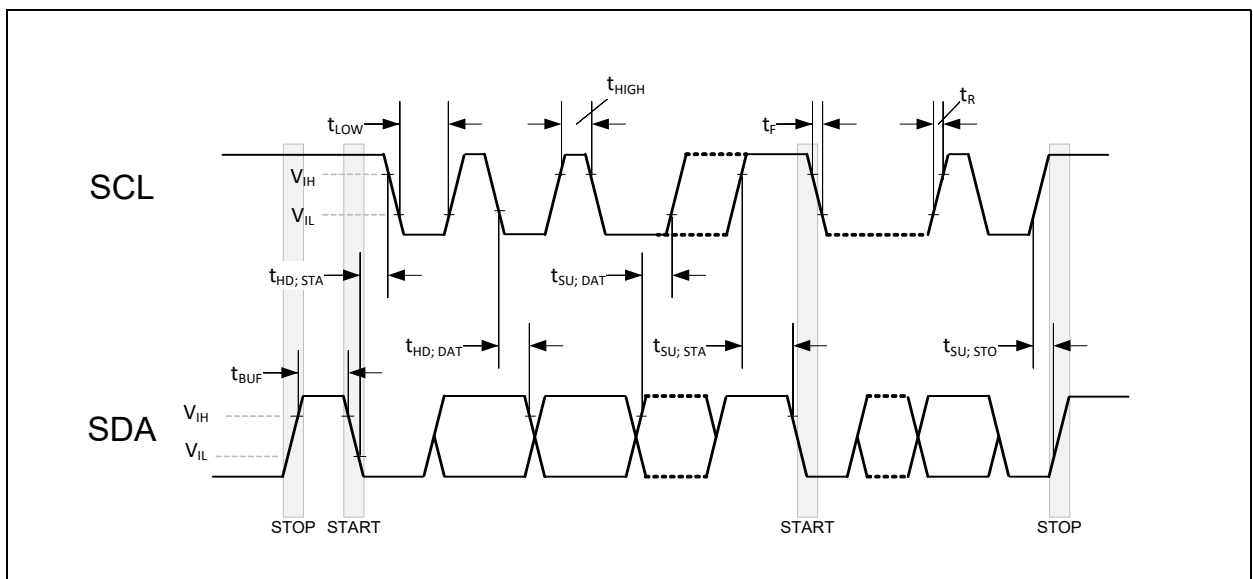 tHIGH
tR
tLOW
tF
SCL
VIH
VIL
tHD; STA
tSU; DAT
tHD; DAT
tSU; STA
tSU; STO
tBUF
SDA
VIH
VIL
STOP
START
START
STOP